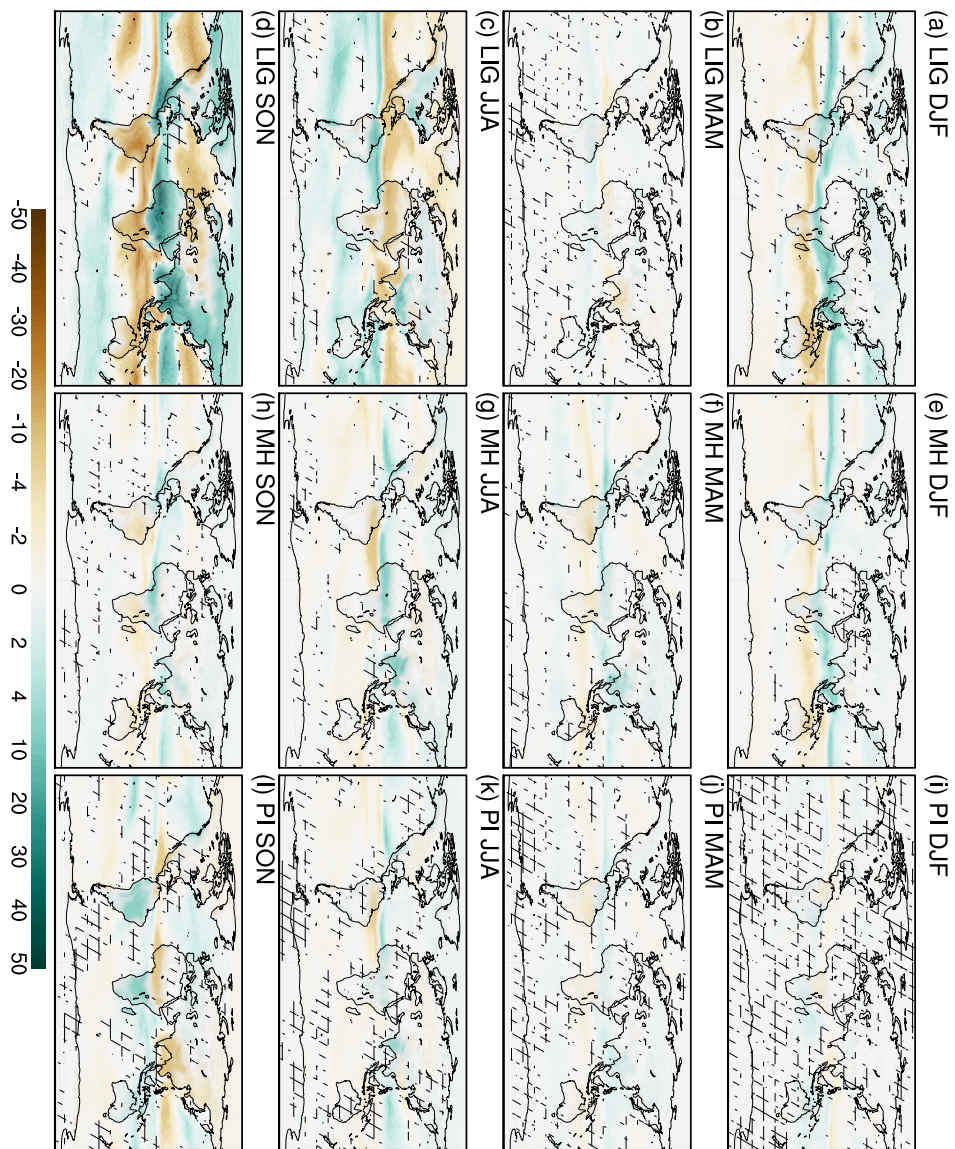 (a) LIG DJF
(e) MH DJF
(i) PI DJF
(b) LIG MAM
(f) MH MAM
(j) PI MAM
(c) LIG JJA
(g) MH JJA
(k) PI JJA
(d) LIG SON
(h) MH SON
(l) PI SON
-50 -40 -30 -20 -10 -4 -2 0 2 4 10 20 30 40 50